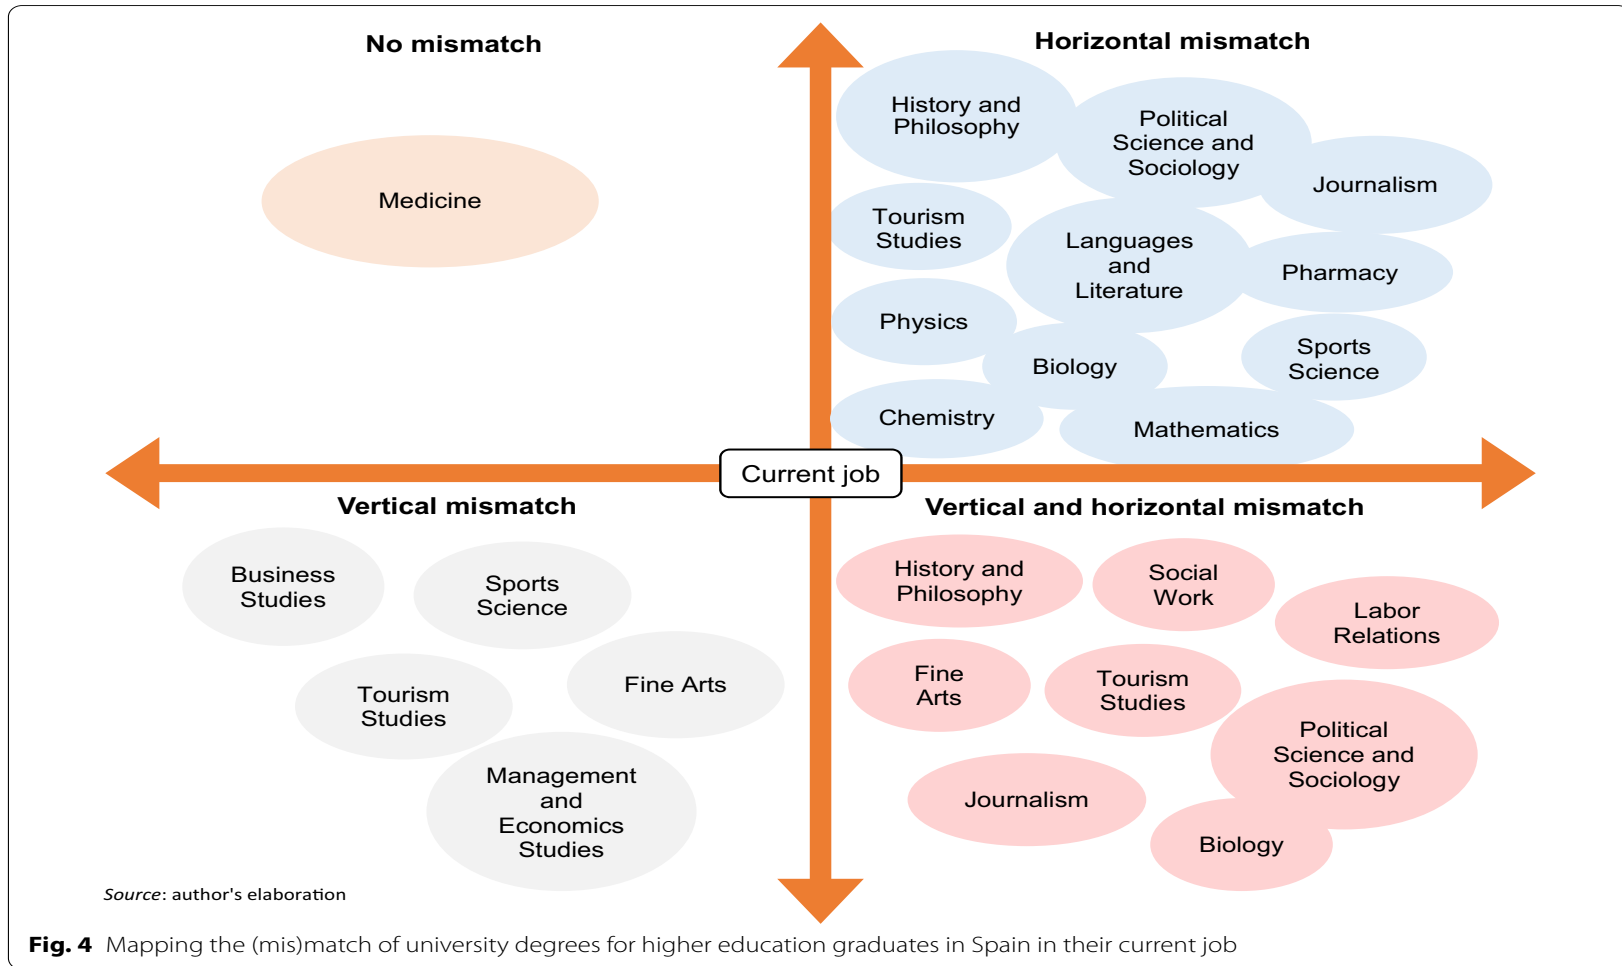 No mismatch
Horizontal mismatch
Medicine
History and
Philosophy
Political
Science and
Sociology
Journalism
Tourism
Studies
Languages
and
Literature
Pharmacy
Physics
Biology
Sports
Science
Chemistry
Mathematics
Current job
Vertical mismatch
Vertical and horizontal mismatch
Business
Studies
Sports
Science
Tourism
Studies
Fine Arts
Management
and
Economics
Studies
History and
Philosophy
Social
Work
Labor
Relations
Fine
Arts
Tourism
Studies
Political
Science and
Sociology
Journalism
Biology
Source: author's elaboration
Fig. 4 Mapping the (mis)match of university degrees for higher education graduates in Spain in their current job